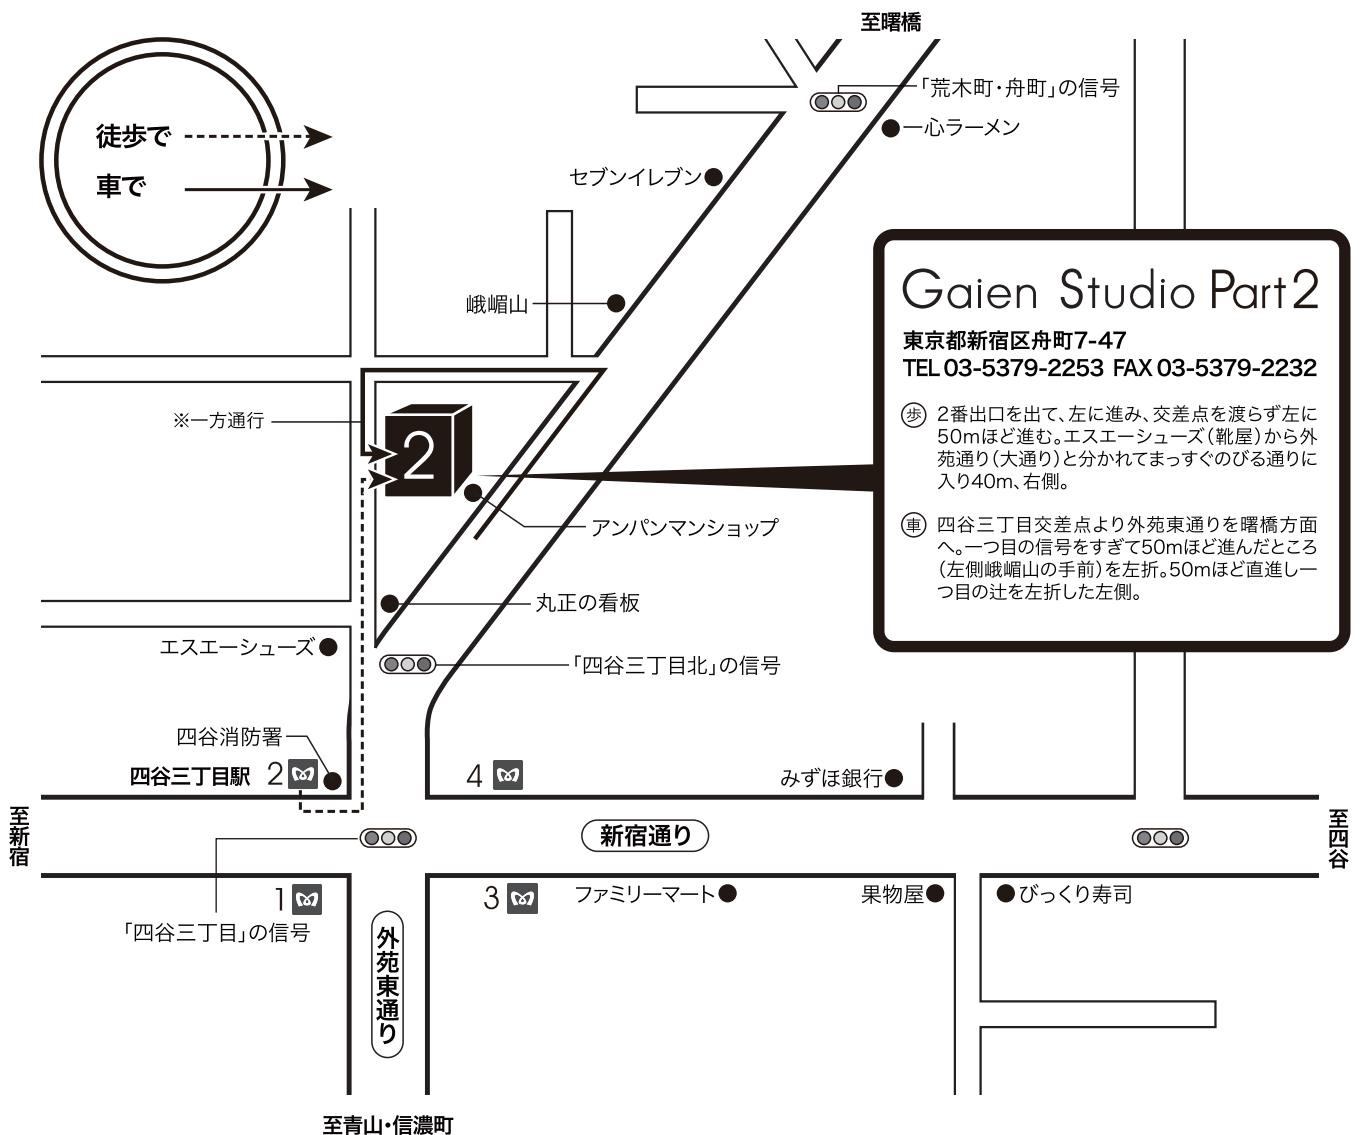 至曙橋
徒歩で
車で
「荒木町・舟町」の信号
一心ラーメン
セブンイレブン
峨嵋山
※一方通行
2
アンパンマンショップ
丸正の看板
エスエーシューズ
「四谷三丁目北」の信号
Gaien Studio Part2
東京都新宿区舟町7-47
TEL 03-5379-2253 FAX 03-5379-2232
歩 2番出口を出て、左に進み、交差点を渡らず左に
50mほど進む。エスエーシューズ(靴屋)から外
苑通り(大通り)と分かれてまっすぐのびる通りに
入り40m、右側。
車 四谷三丁目交差点より外苑東通りを曙橋方面
へ。一つ目の信号をすぎて50mほど進んだところ
(左側峨嵋山の手前)を左折。50mほど直進し一
つ目の辻を左折した左側。
四谷消防署
四谷三丁目駅 2
4
みずほ銀行
至新宿
新宿通り
至四谷
1
3
ファミリーマート
果物屋
びっくり寿司
「四谷三丁目」の信号
外苑東通り
至青山・信濃町